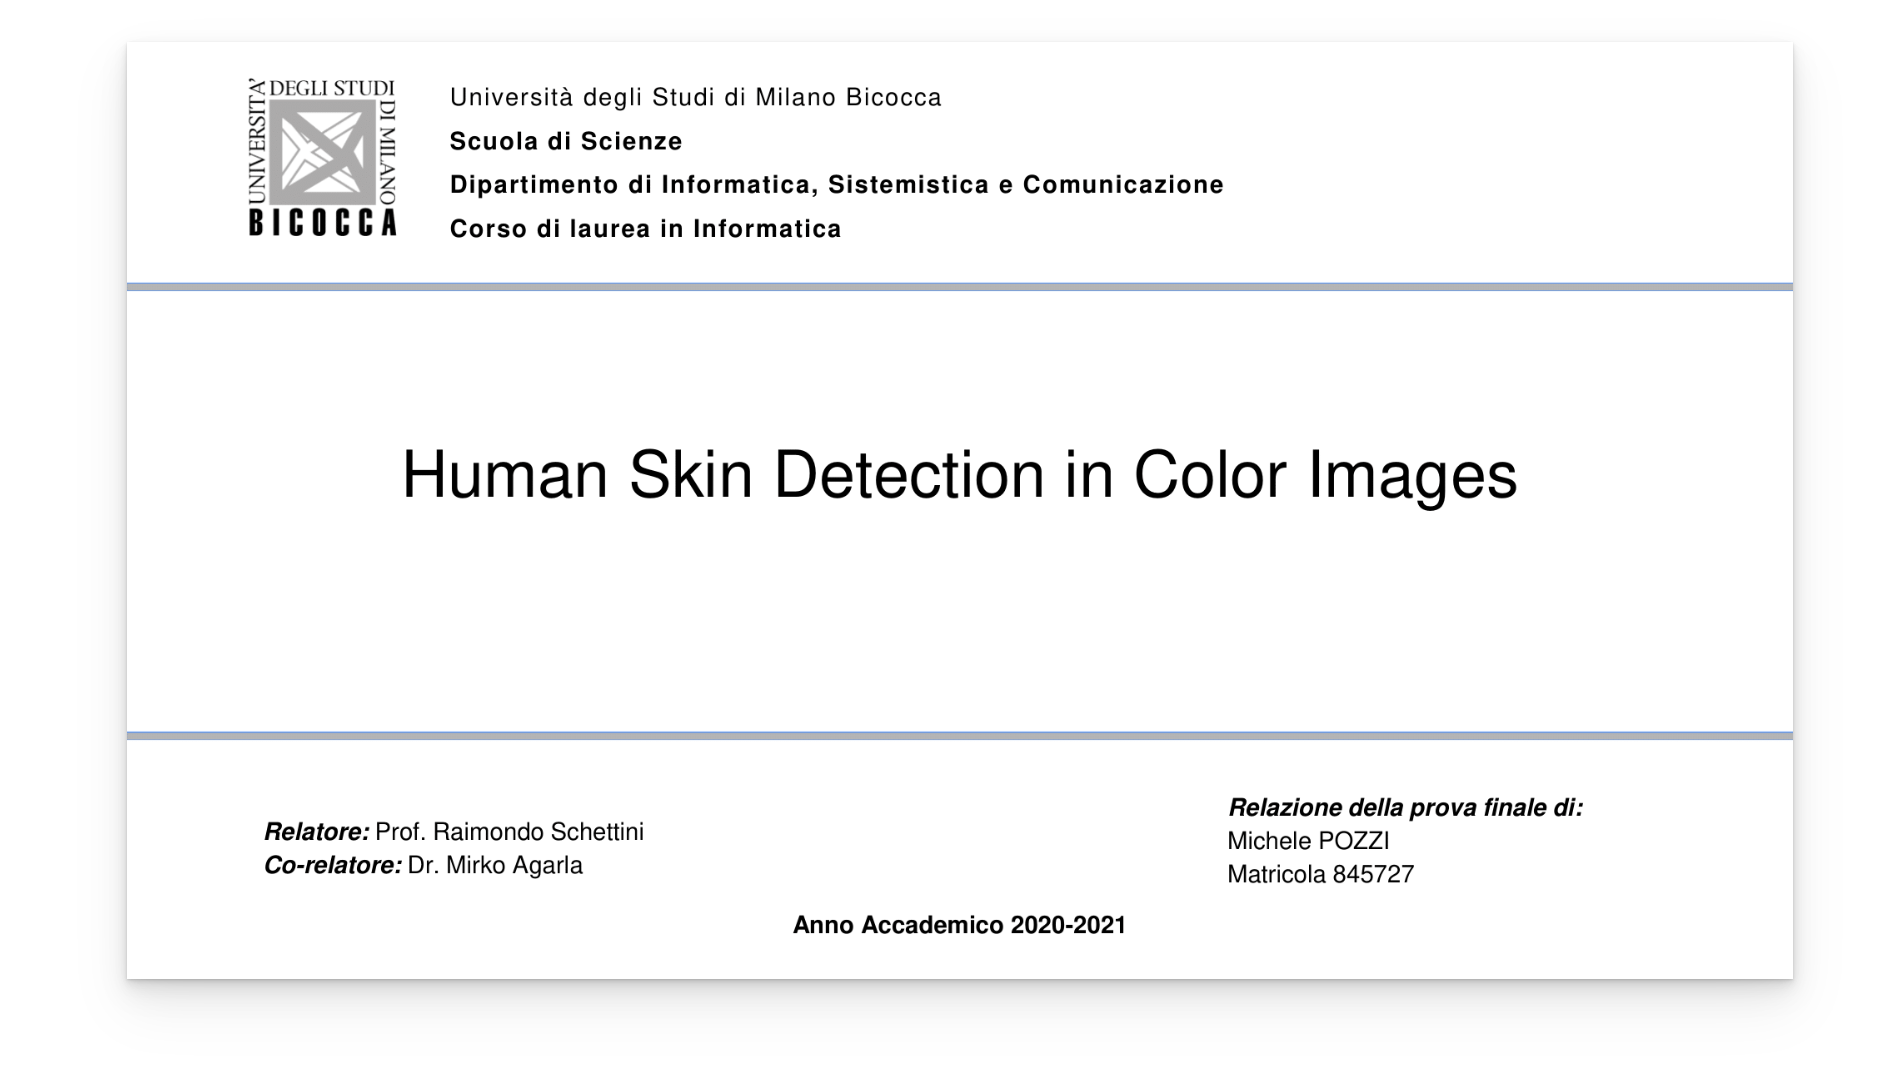 UNIVERSITA' DEGLI STUDI DI MILANO
BICOCCA
Università degli Studi di Milano Bicocca
Scuola di Scienze
Dipartimento di Informatica, Sistemistica e Comunicazione
Corso di laurea in Informatica
Human Skin Detection in Color Images
Relatore: Prof. Raimondo Schettini
Co-relatore: Dr. Mirko Agarla
Relazione della prova finale di:
Michele POZZI
Matricola 845727
Anno Accademico 2020-2021